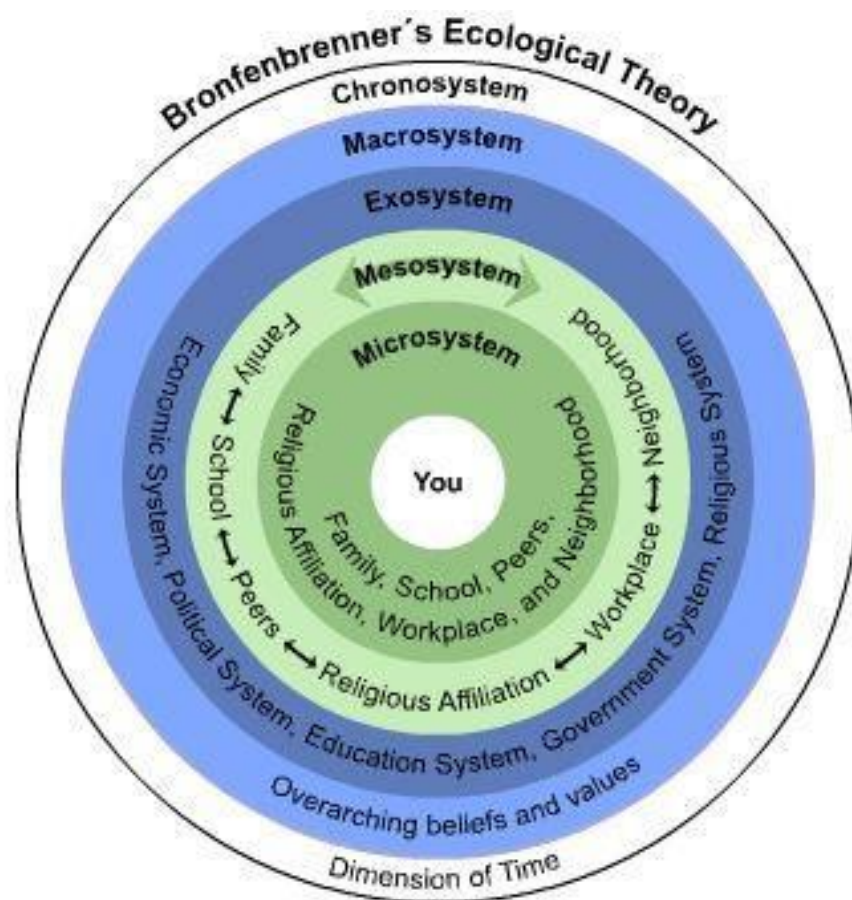 Bronfenbrenner´s Ecological Theory
Chronosystem
Macrosystem
Exosystem
Mesosystem
Microsystem
You
Family, School, Peers,
Religious Affiliation, Workplace, and Neighborhood
Family ↔ School ↔ Peers ↔ Religious Affiliation ↔ Workplace ↔ Neighborhood
Economic System, Political System, Education System, Government System, Religious System
Overarching beliefs and values
Dimension of Time